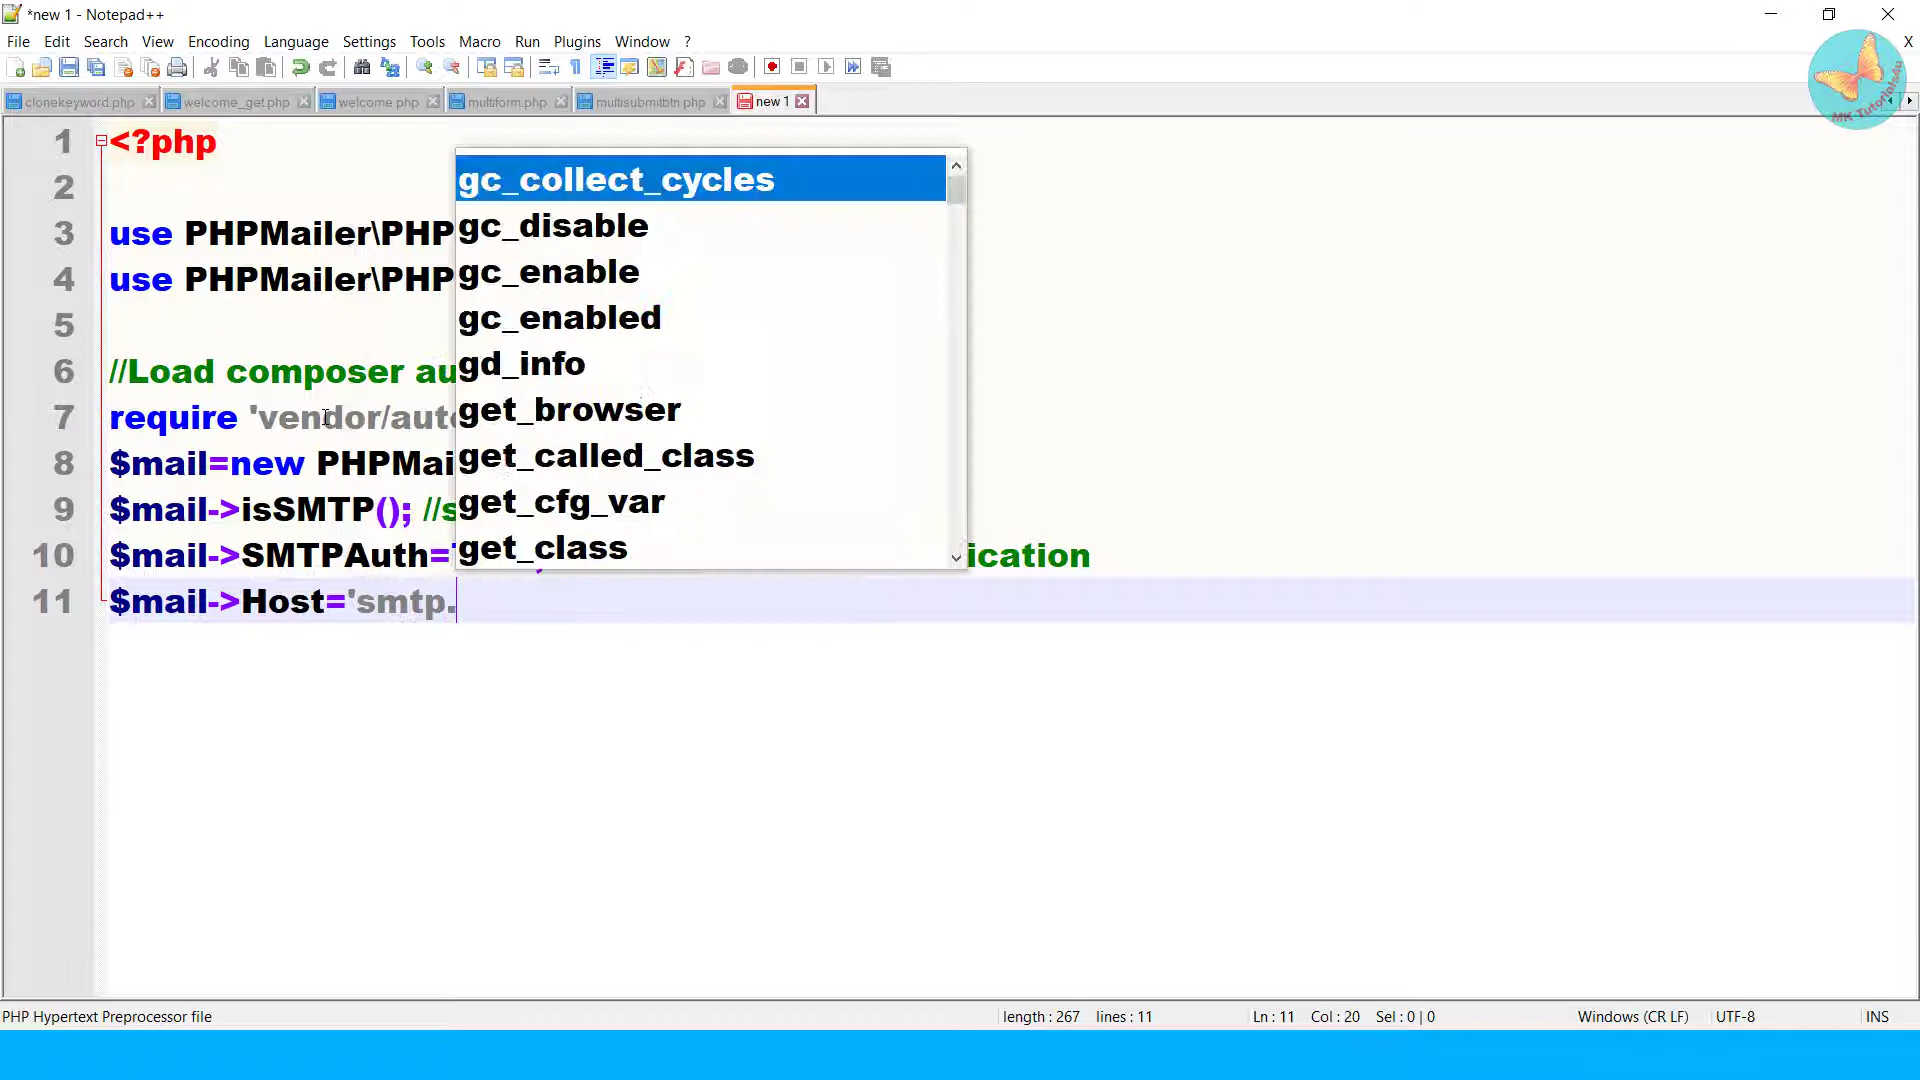 *new 1 - Notepad++
File Edit Search View Encoding Language Settings Tools Macro Run Plugins Window ? X
clonekeyword.php welcome_get.php welcome.php multiform.php multisubmitbtn.php new 1
MK Tutorials4u
1 <?php
2
3 use PHPMailer\PHP
4 use PHPMailer\PHP
5
6 //Load composer au
7 require 'vendor/auto
8 $mail=new PHPMai
9 $mail->isSMTP(); //s
10 $mail->SMTPAuth= ication
11 $mail->Host='smtp.
gc_collect_cycles
gc_disable
gc_enable
gc_enabled
gd_info
get_browser
get_called_class
get_cfg_var
get_class
PHP Hypertext Preprocessor file length : 267 lines : 11 Ln : 11 Col : 20 Sel : 0 | 0 Windows (CR LF) UTF-8 INS